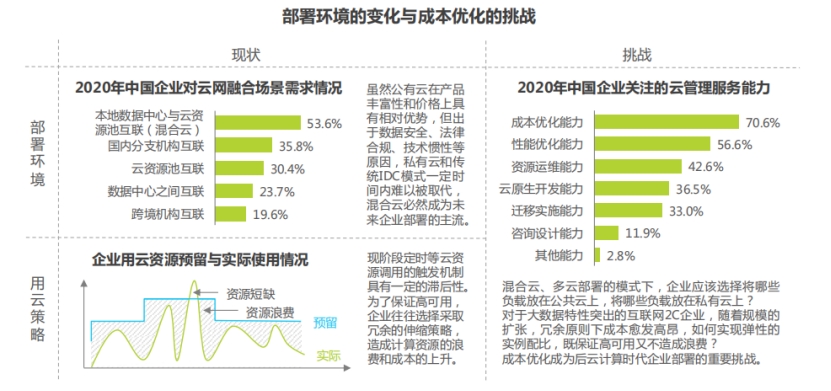 部署环境的变化与成本优化的挑战
现状
挑战
部署环境
2020年中国企业对云网融合场景需求情况
本地数据中心与云资
源池互联（混合云）
53.6%
国内分支机构互联
35.8%
云资源池互联
30.4%
数据中心之间互联
23.7%
跨境机构互联
19.6%
虽然公有云在产品
丰富性和价格上具
有相对优势，但出
于数据安全、法律
合规、技术惯性等
原因，私有云和传
统IDC模式一定时
间内难以被取代，
混合云必然成为未
来企业部署的主流。
2020年中国企业关注的云管理服务能力
成本优化能力
70.6%
性能优化能力
56.6%
资源运维能力
42.6%
云原生开发能力
36.5%
迁移实施能力
33.0%
咨询设计能力
11.9%
其他能力
2.8%
用云策略
企业用云资源预留与实际使用情况
资源短缺
资源浪费
预留
实际
现阶段定时等云资
源调用的触发机制
具有一定的滞后性。
为了保证高可用，
企业往往选择采取
冗余的伸缩策略，
造成计算资源的浪
费和成本的上升。
混合云、多云部署的模式下，企业应该选择将哪些
负载放在公共云上，将哪些负载放在私有云上？
对于大数据特性突出的互联网2C企业，随着规模的
扩张，冗余原则下成本愈发高昂，如何实现弹性的
实例配比，既保证高可用又不造成浪费？
成本优化成为后云计算时代企业部署的重要挑战。